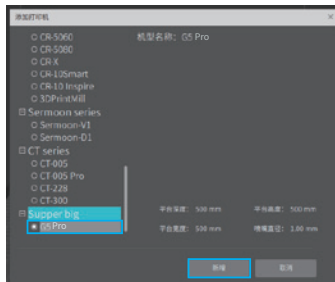 添加打印机
CR-5060
CR-5080
CR-X
CR-10Smart
CR-10 Inspire
3DPrintMill
Sermoon series
Sermoon-V1
Sermoon-D1
CT series
CT-005
CT-005 Pro
CT-228
CT-300
Supper big
G5 Pro
机型名称: G5 Pro
平台深度: 500 mm 平台高度: 500 mm
平台宽度: 500 mm 喷嘴直径: 1.00 mm
新增 取消